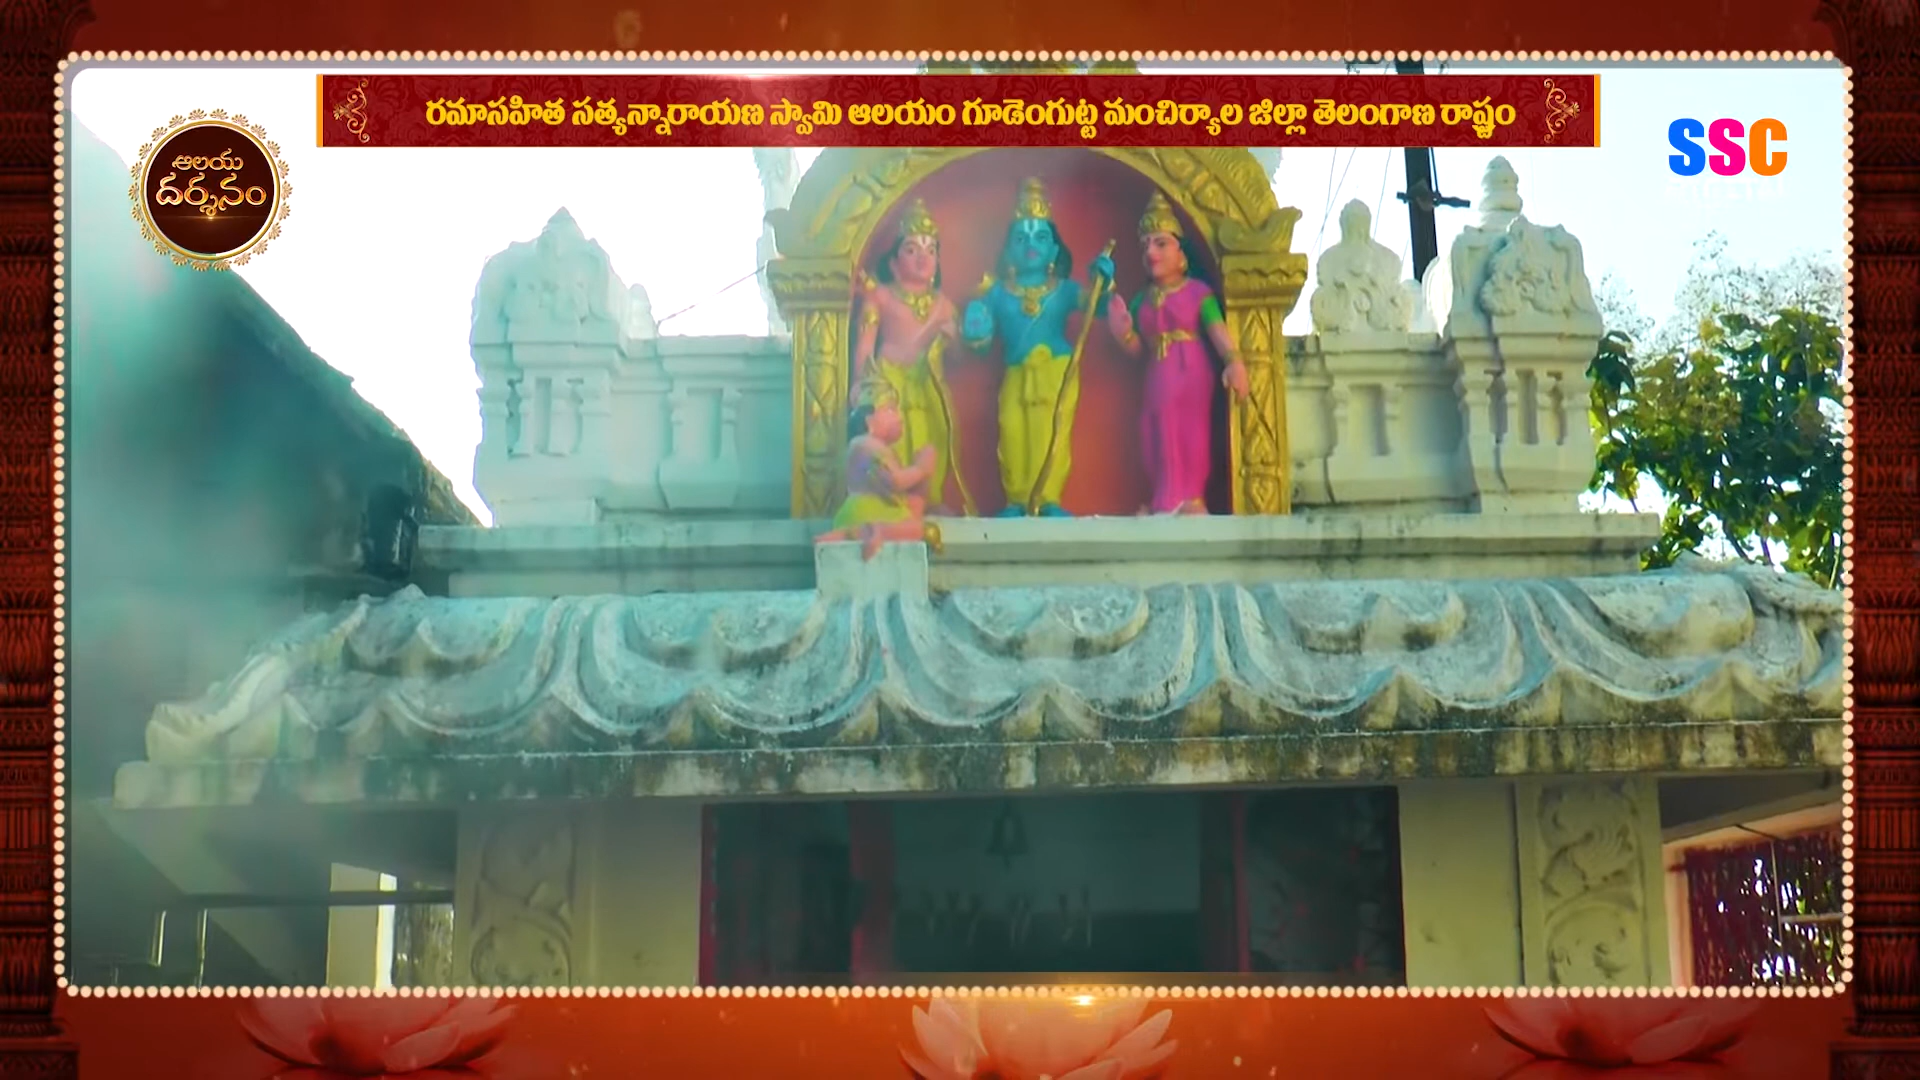 రమాసహిత సత్యన్నారాయణ స్వామి ఆలయం గూడెంగుట్ట మంచిర్యాల జిల్లా తెలంగాణ రాష్ట్రం
ఆలయ
దర్శనం
SSC